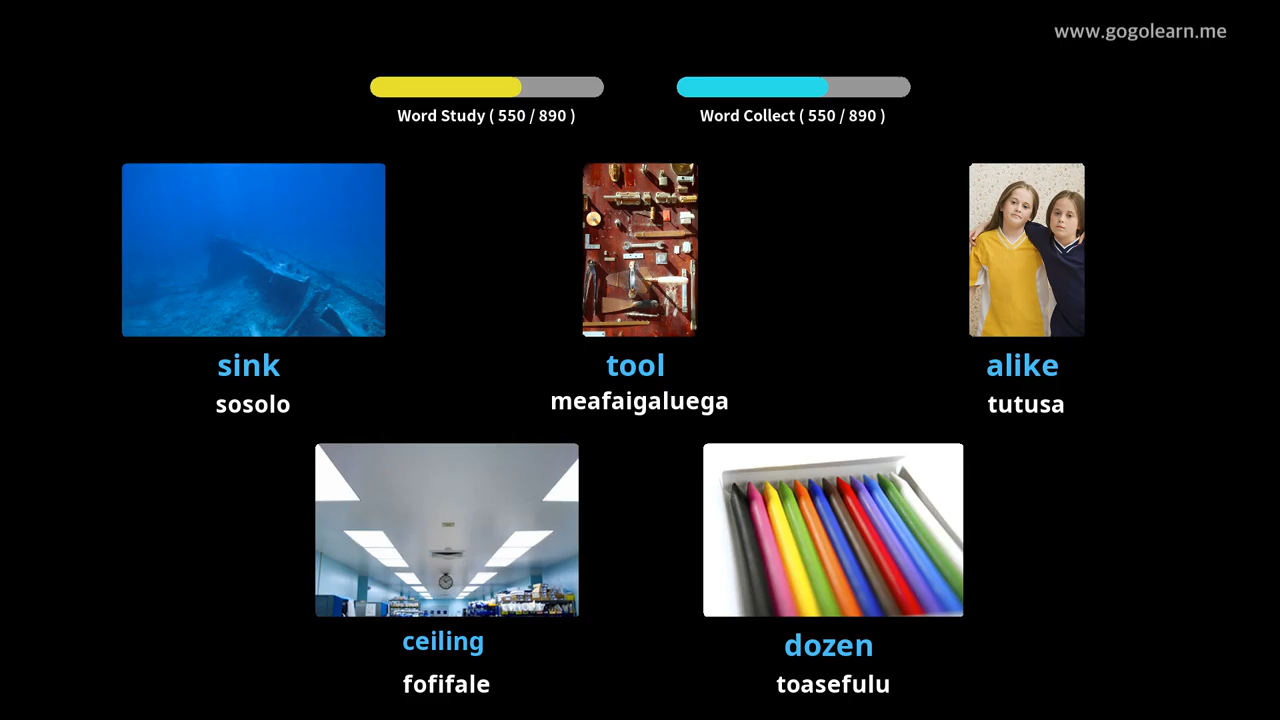 www.gogolearn.me
Word Study ( 550 / 890 )
Word Collect ( 550 / 890 )
sink
sosolo
tool
meafaigaluega
alike
tutusa
ceiling
fofifale
dozen
toasefulu